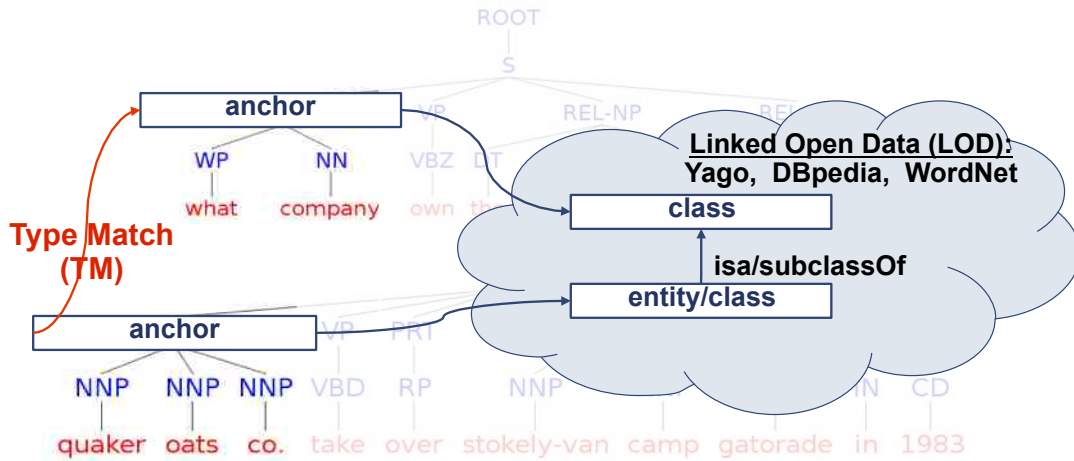 ROOT
S
anchor VP REL-NP REL
Linked Open Data (LOD):
WP NN VBZ DT
Yago, DBpedia, WordNet
what company own the
class
Type Match
(TM)
isa/subclassOf
entity/class
anchor VP PRT
NNP NNP NNP VBD RP NNP IN CD
quaker oats co. take over stokely-van camp gatorade in 1983